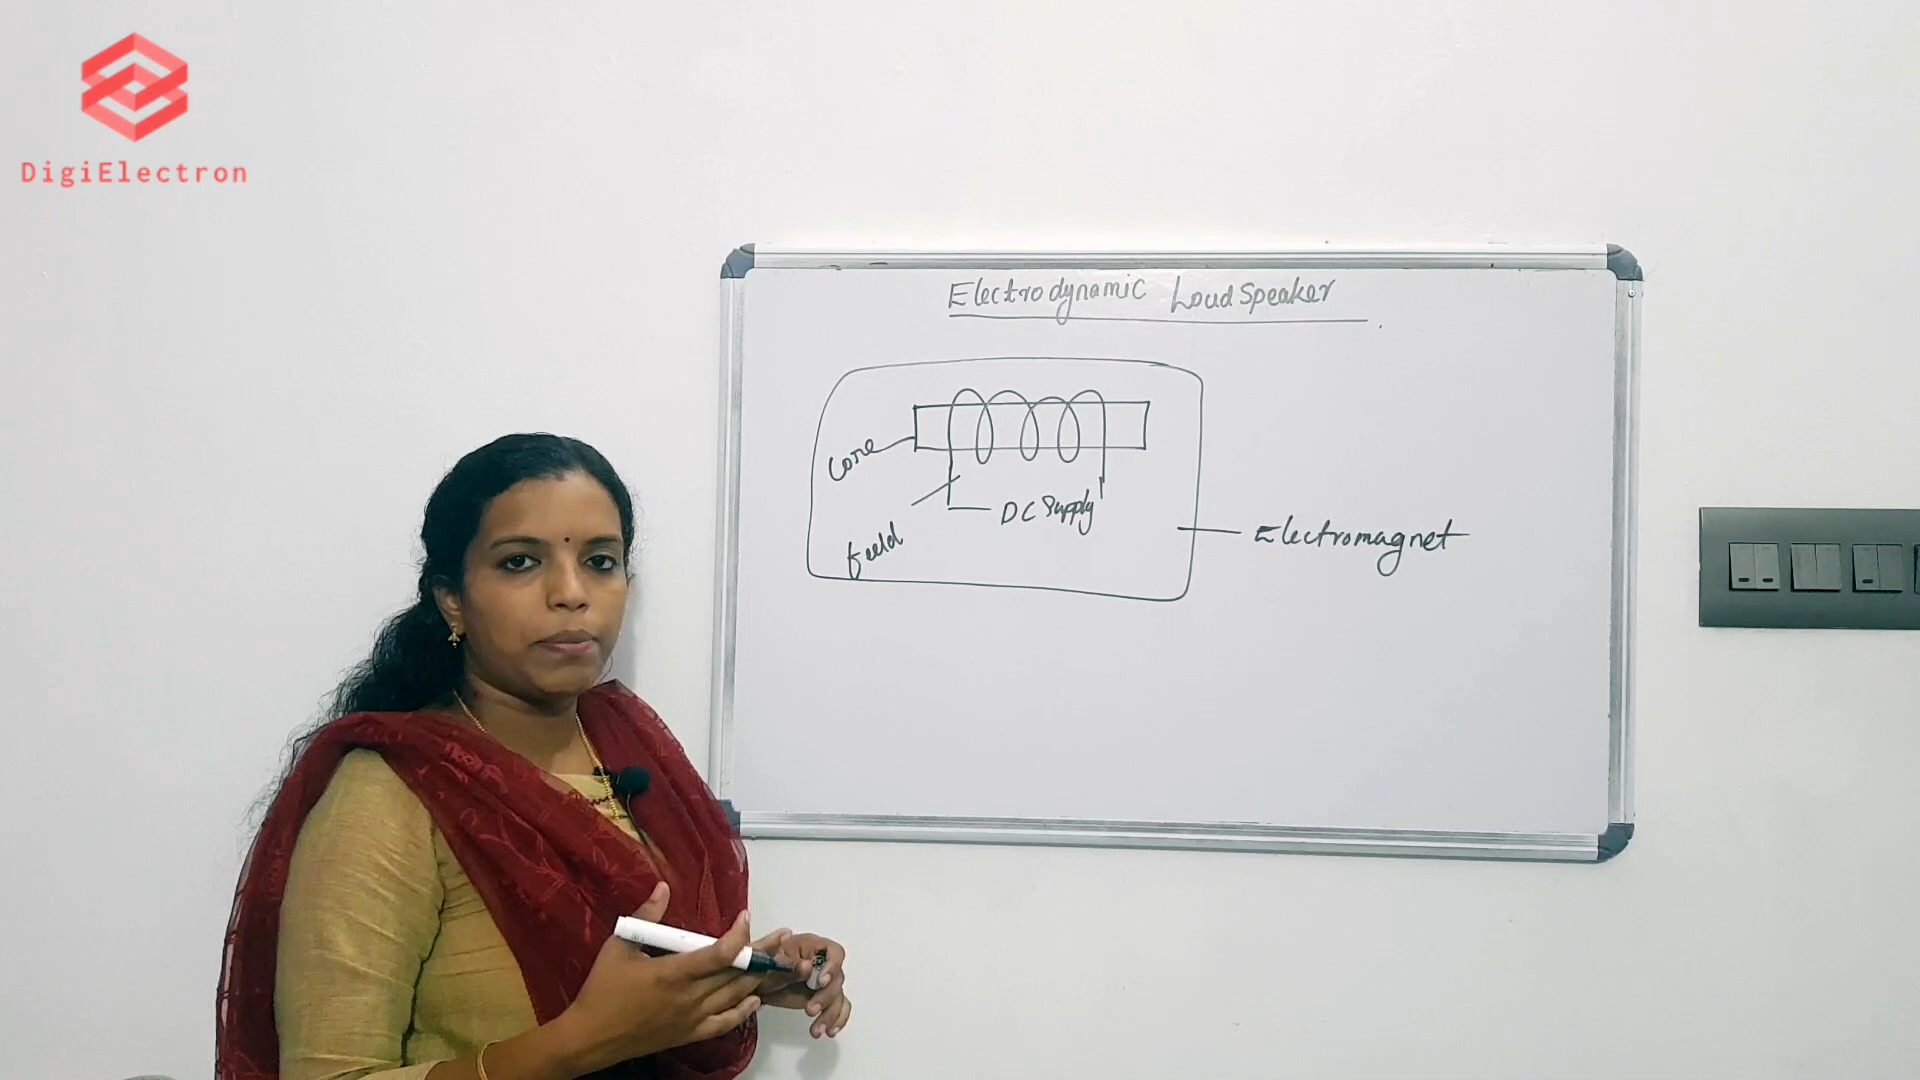 DigiElectron
Electrodynamic Loud Speaker
Core
DC Supply
field
Electromagnet